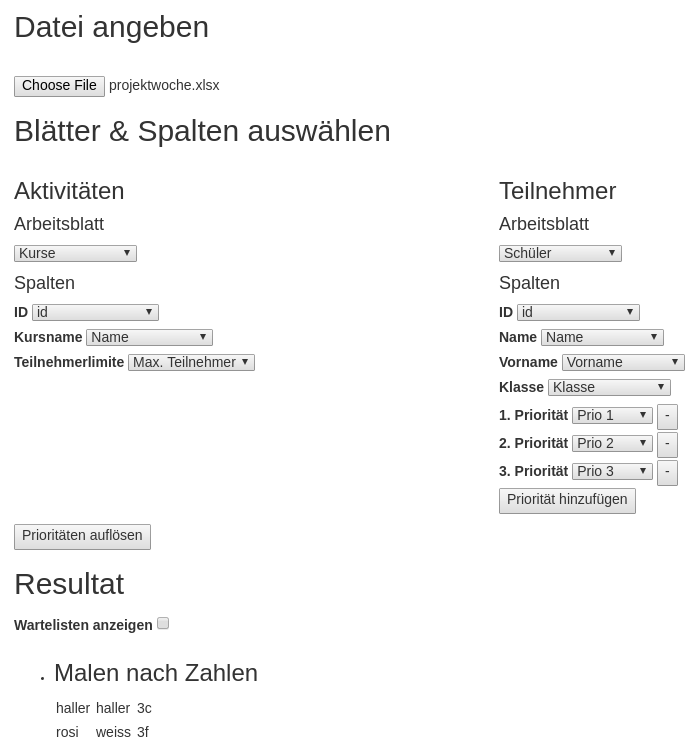 Datei angeben
Choose File projektwoche.xlsx
Blätter & Spalten auswählen
Aktivitäten
Arbeitsblatt
Kurse
Spalten
ID id
Kursname Name
Teilnehmerlimite Max. Teilnehmer
Teilnehmer
Arbeitsblatt
Schüler
Spalten
ID id
Name Name
Vorname Vorname
Klasse Klasse
1. Priorität Prio 1 -
2. Priorität Prio 2 -
3. Priorität Prio 3 -
Priorität hinzufügen
Prioritäten auflösen
Resultat
Wartelisten anzeigen
• Malen nach Zahlen
haller haller 3c
rosi weiss 3f